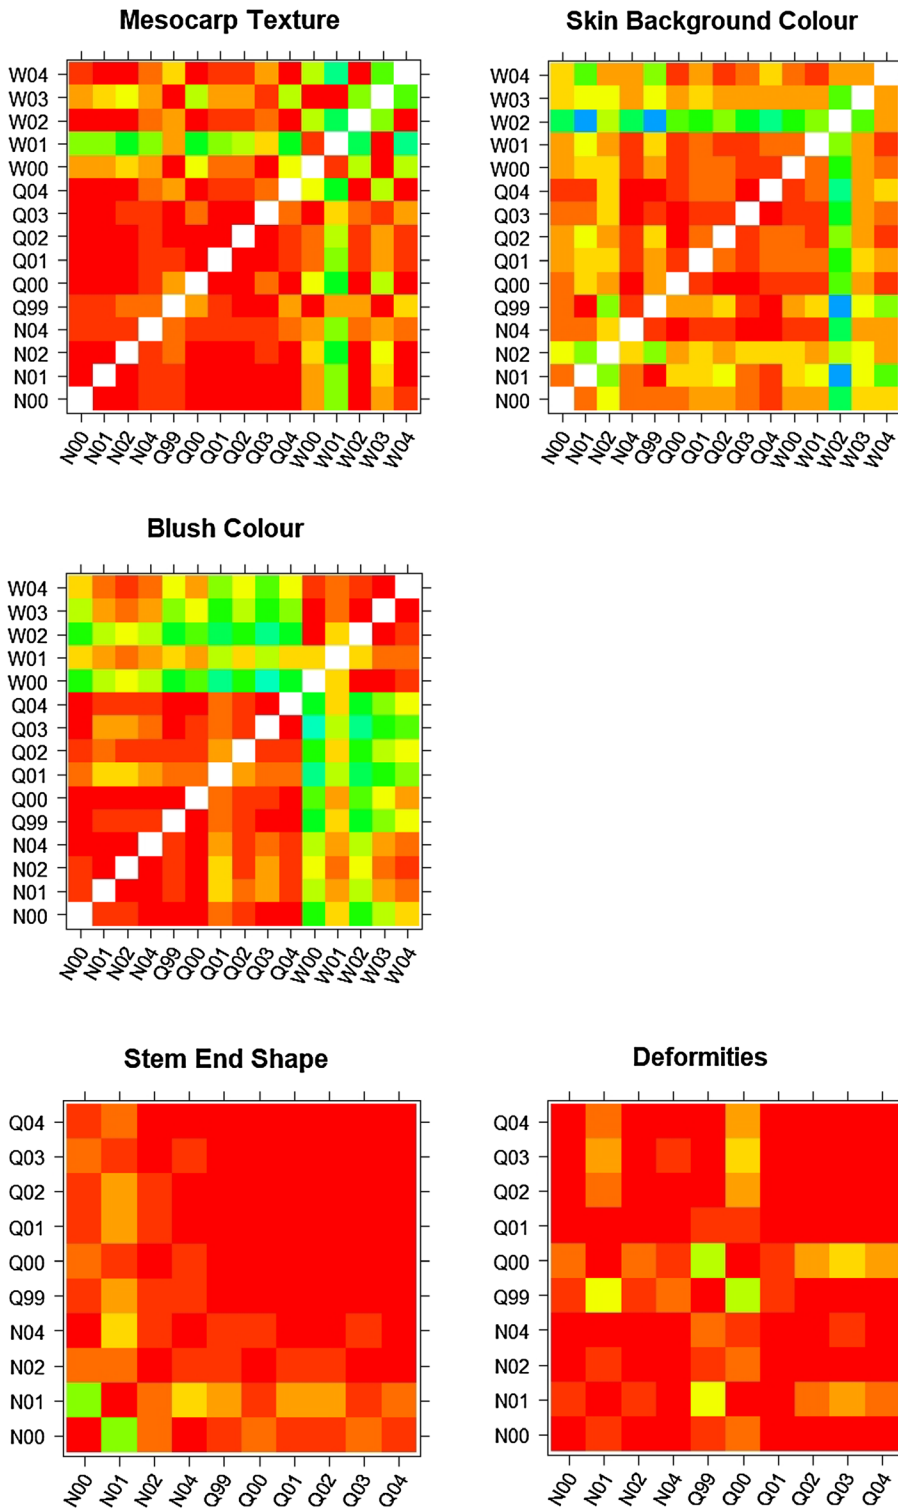 Mesocarp Texture
W04
W03
W02
W01
W00
Q04
Q03
Q02
Q01
Q00
Q99
N04
N02
N01
N00
N00 N01 N02 N04 Q99 Q00 Q01 Q02 Q03 Q04 W00 W01 W02 W03 W04
Skin Background Colour
W04
W03
W02
W01
W00
Q04
Q03
Q02
Q01
Q00
Q99
N04
N02
N01
N00
N00 N01 N02 N04 Q99 Q00 Q01 Q02 Q03 Q04 W00 W01 W02 W03 W04
Blush Colour
W04
W03
W02
W01
W00
Q04
Q03
Q02
Q01
Q00
Q99
N04
N02
N01
N00
N00 N01 N02 N04 Q99 Q00 Q01 Q02 Q03 Q04 W00 W01 W02 W03 W04
Stem End Shape
Q04
Q03
Q02
Q01
Q00
Q99
N04
N02
N01
N00
N00 N01 N02 N04 Q99 Q00 Q01 Q02 Q03 Q04
Deformities
Q04
Q03
Q02
Q01
Q00
Q99
N04
N02
N01
N00
N00 N01 N02 N04 Q99 Q00 Q01 Q02 Q03 Q04